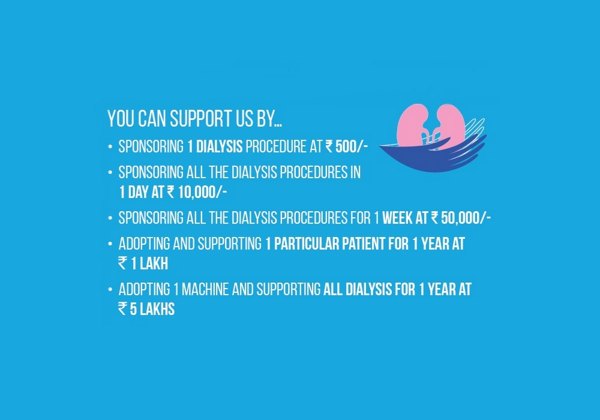 YOU CAN SUPPORT US BY...
• SPONSORING 1 DIALYSIS PROCEDURE AT ₹ 500/-
• SPONSORING ALL THE DIALYSIS PROCEDURES IN
1 DAY AT ₹ 10,000/-
• SPONSORING ALL THE DIALYSIS PROCEDURES FOR 1 WEEK AT ₹ 50,000/-
• ADOPTING AND SUPPORTING 1 PARTICULAR PATIENT FOR 1 YEAR AT
₹ 1 LAKH
• ADOPTING 1 MACHINE AND SUPPORTING ALL DIALYSIS FOR 1 YEAR AT
₹ 5 LAKHS